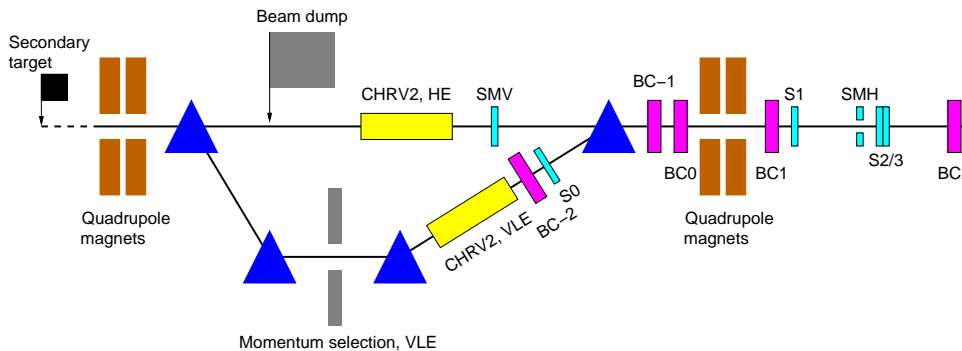 Beam dump
Secondary
target
CHRV2, HE
SMV
BC−1
S1
SMH
BC0
BC1
S2/3
BC
S0
BC−2
CHRV2, VLE
Quadrupole
magnets
Quadrupole
magnets
Momentum selection, VLE